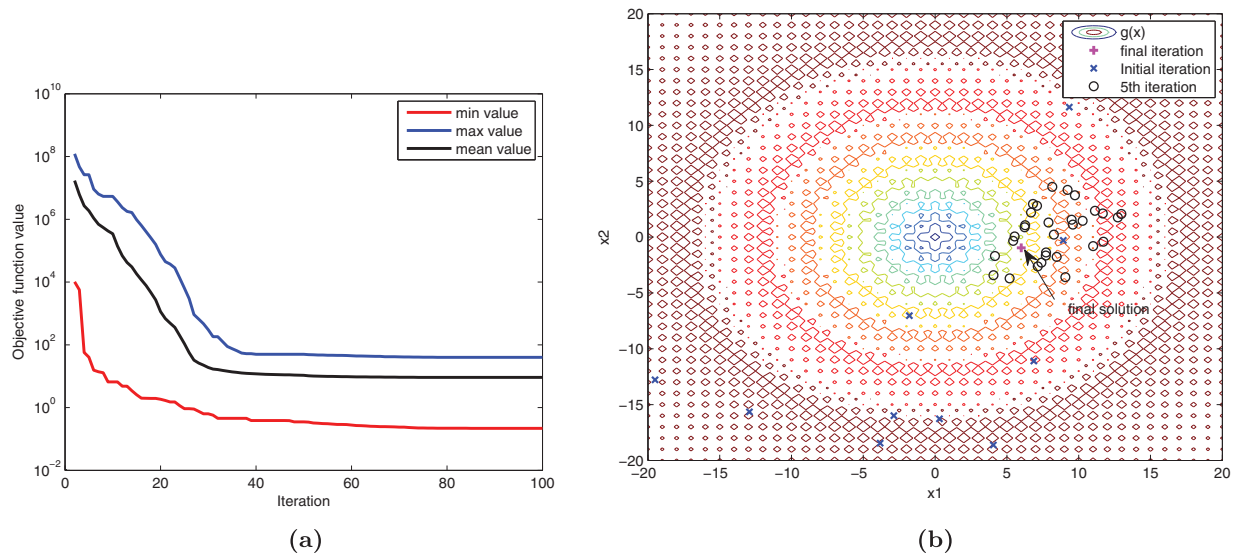 10^10
10^8
10^6
10^4
10^2
10^0
10^−2
Objective function value
min value
max value
mean value
0 20 40 60 80 100
Iteration
(a)
20
15
10
5
0
−5
−10
−15
−20
x2
g(x)
final iteration
Initial iteration
5th iteration
final solution
−20 −15 −10 −5 0 5 10 15 20
x1
(b)